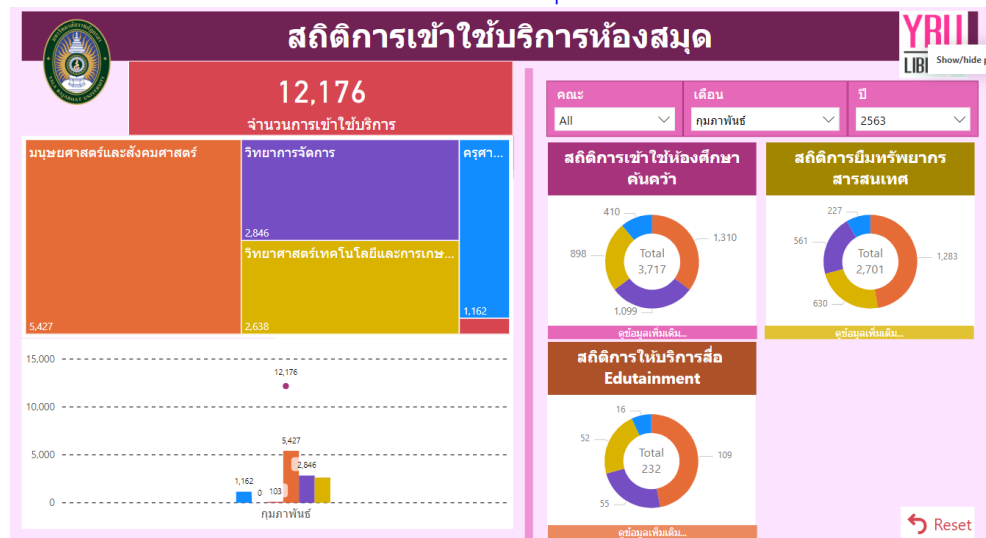 สถิติการเข้าใช้บริการห้องสมุด
YRU
LIBI
Show/hide p
12,176
จำนวนการเข้าใช้บริการ
คณะ
เดือน
ปี
All
กุมภาพันธ์
2563
มนุษยศาสตร์และสังคมศาสตร์
วิทยาการจัดการ
ครุศา...
2,846
วิทยาศาสตร์เทคโนโลยีและการเกษ...
5,427
2,638
1,162
สถิติการเข้าใช้ห้องศึกษา
ค้นคว้า
410
898
1,310
Total
3,717
1,099
ดูข้อมูลเพิ่มเติม...
สถิติการยืมทรัพยากร
สารสนเทศ
227
561
1,283
Total
2,701
630
ดูข้อมูลเพิ่มเติม...
15,000
12,176
10,000
5,427
5,000
2,846
1,162
0
103
0
กุมภาพันธ์
สถิติการให้บริการสื่อ
Edutainment
16
52
109
Total
232
55
ดูข้อมูลเพิ่มเติม...
Reset